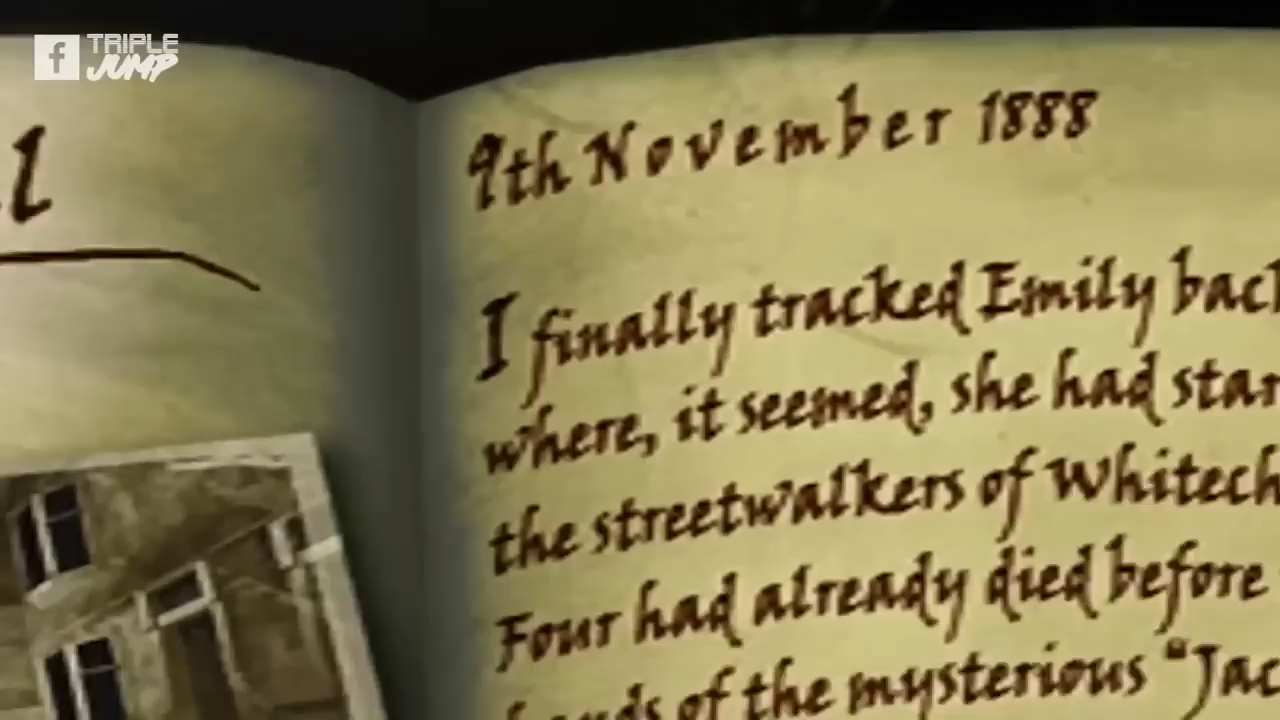 f TRIPLE
JUMP
9th November 1888
I finally tracked Emily
where, it seemed, she had
the streetwalkers of
Four had already died before
of the mysterious